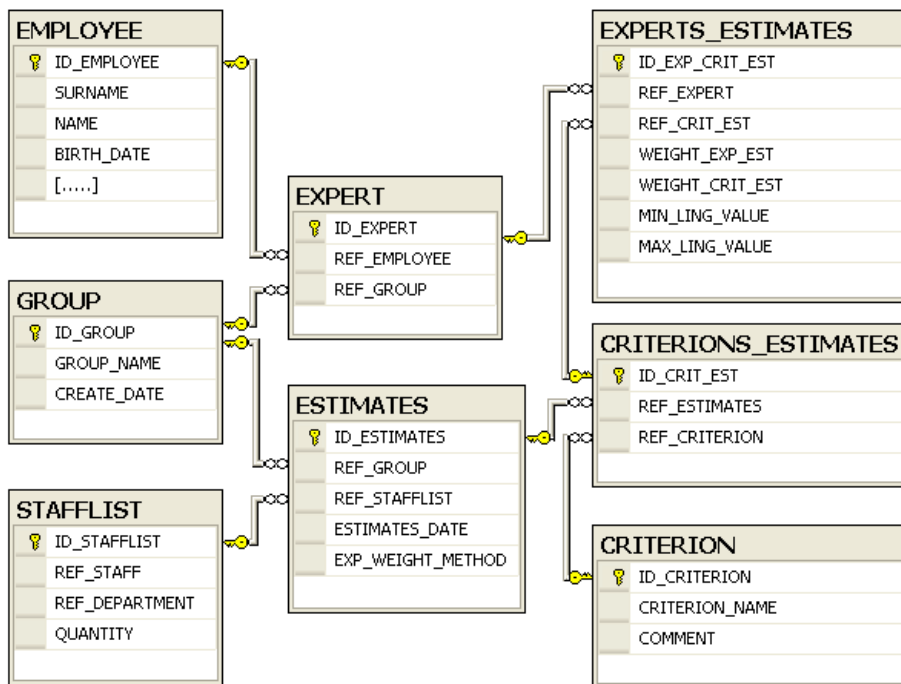 EMPLOYEE
ID_EMPLOYEE
SURNAME
NAME
BIRTH_DATE
[.....]
GROUP
ID_GROUP
GROUP_NAME
CREATE_DATE
STAFFLIST
ID_STAFFLIST
REF_STAFF
REF_DEPARTMENT
QUANTITY
EXPERT
ID_EXPERT
REF_EMPLOYEE
REF_GROUP
ESTIMATES
ID_ESTIMATES
REF_GROUP
REF_STAFFLIST
ESTIMATES_DATE
EXP_WEIGHT_METHOD
EXPERTS_ESTIMATES
ID_EXP_CRIT_EST
REF_EXPERT
REF_CRIT_EST
WEIGHT_EXP_EST
WEIGHT_CRIT_EST
MIN_LING_VALUE
MAX_LING_VALUE
CRITERIONS_ESTIMATES
ID_CRIT_EST
REF_ESTIMATES
REF_CRITERION
CRITERION
ID_CRITERION
CRITERION_NAME
COMMENT